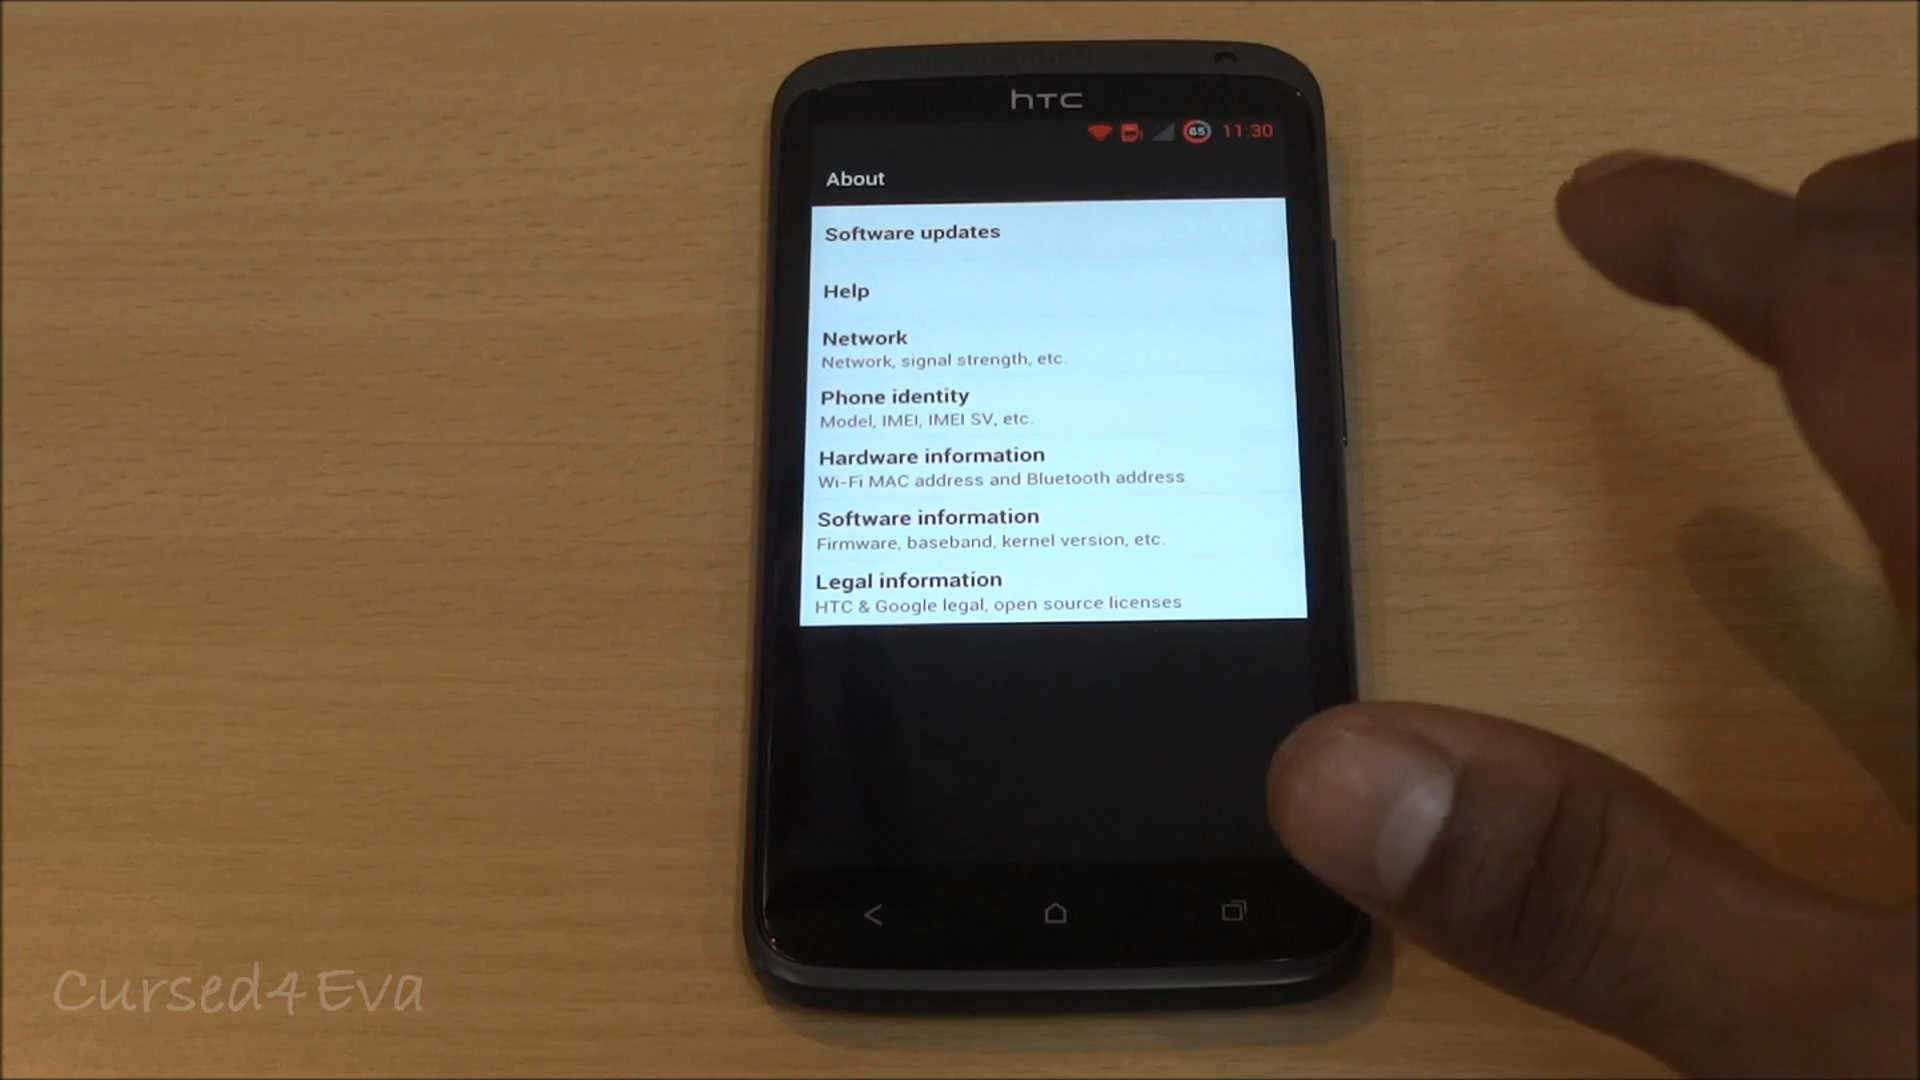 hTC
65 11:30
About
Software updates
Help
Network
Network, signal strength, etc.
Phone identity
Model, IMEI, IMEI SV, etc.
Hardware information
Wi-Fi MAC address and Bluetooth address
Software information
Firmware, baseband, kernel version, etc.
Legal information
HTC & Google legal, open source licenses
Cursed4Eva